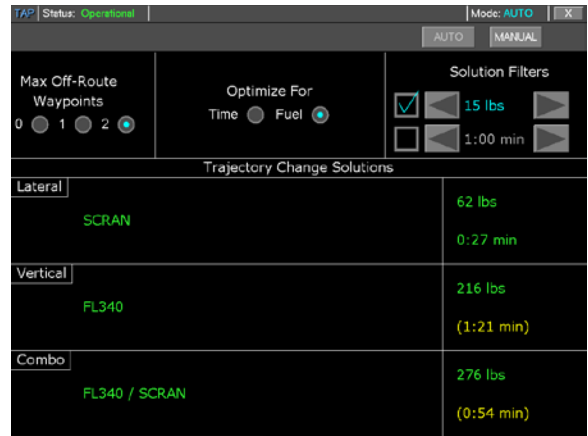 TAP Status: Operational Mode: AUTO X
AUTO MANUAL
Max Off-Route
Waypoints
0 1 2
Optimize For
Time Fuel
Solution Filters
15 lbs
1:00 min
Trajectory Change Solutions
Lateral
SCRAN
62 lbs
0:27 min
Vertical
FL340
216 lbs
(1:21 min)
Combo
FL340 / SCRAN
276 lbs
(0:54 min)